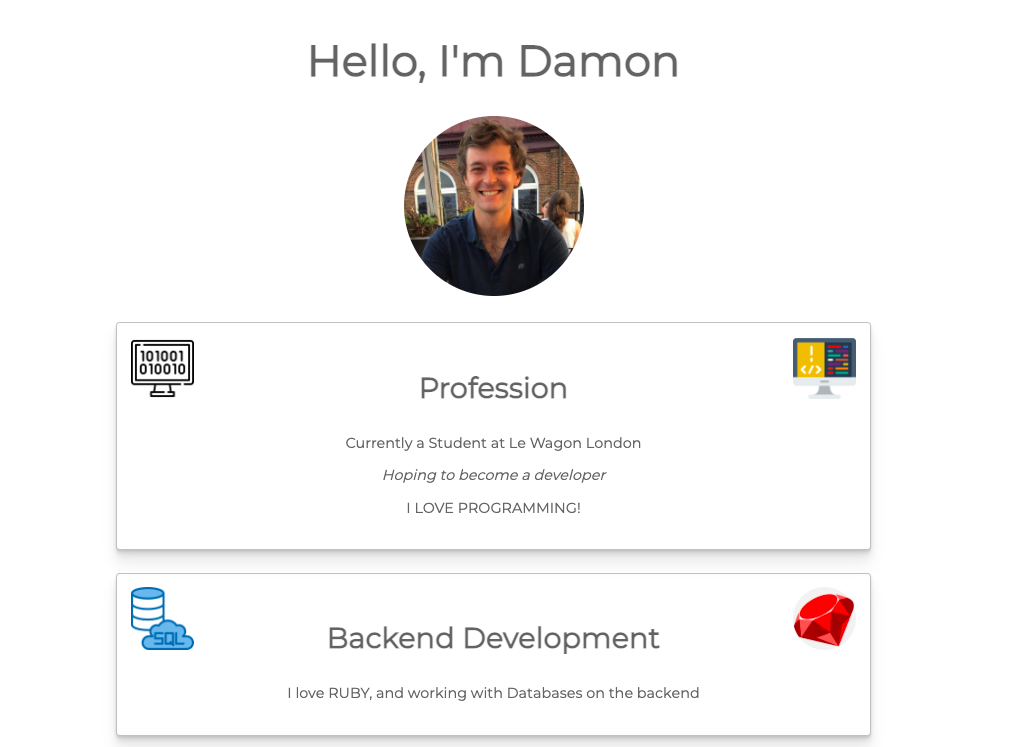 Hello, I'm Damon
101001
010010
Profession
Currently a Student at Le Wagon London
Hoping to become a developer
I LOVE PROGRAMMING!
SQL
Backend Development
I love RUBY, and working with Databases on the backend